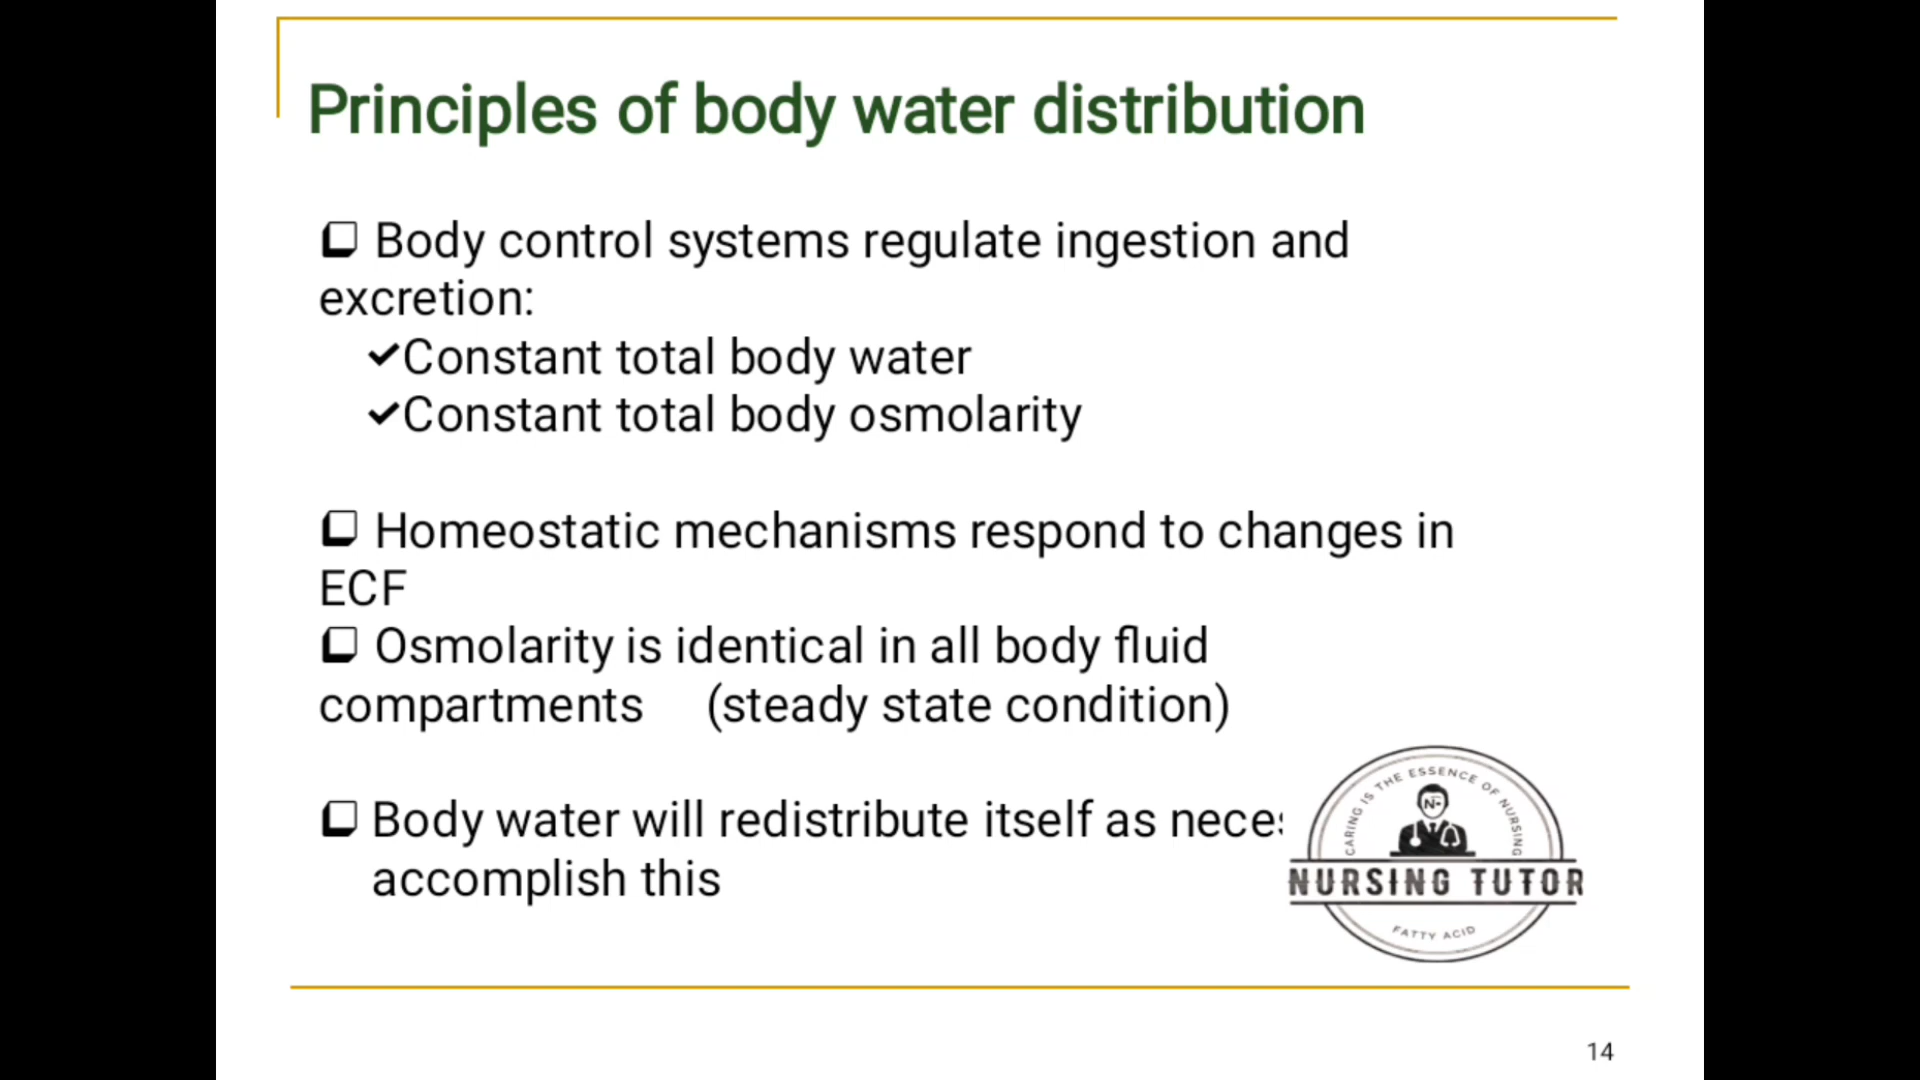 Principles of body water distribution
Body control systems regulate ingestion and
excretion:
Constant total body water
Constant total body osmolarity
Homeostatic mechanisms respond to changes in
ECF
Osmolarity is identical in all body fluid
compartments (steady state condition)
Body water will redistribute itself as
accomplish this
CARING IS THE ESSENCE OF NURSING
N
NURSING TUTOR
FATTY ACID
14